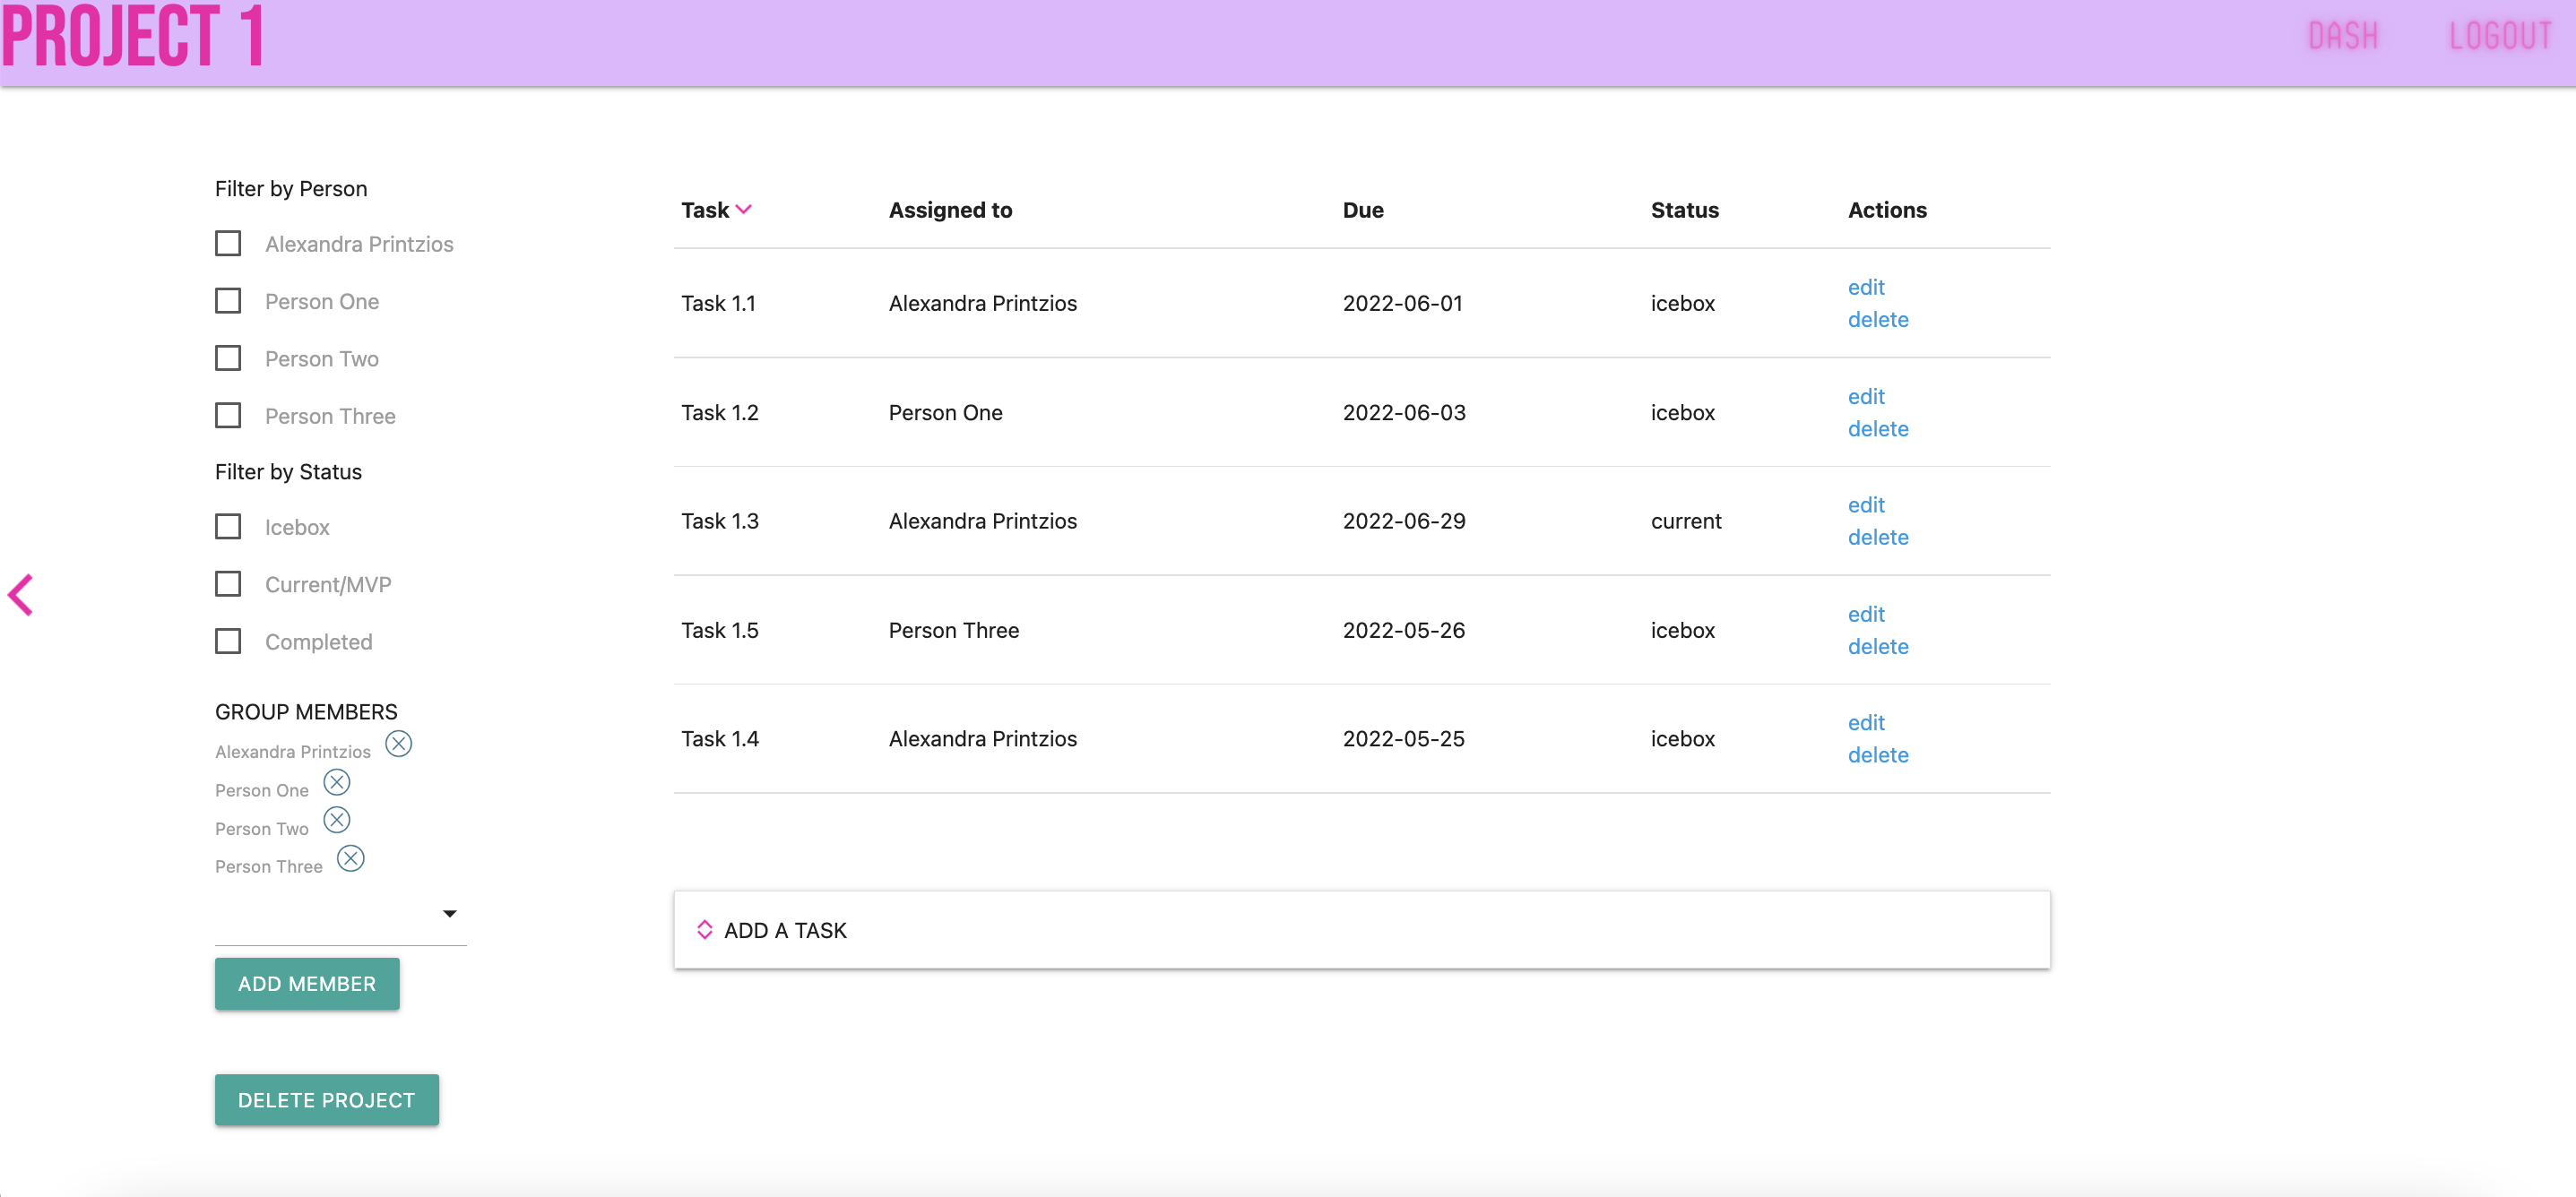 PROJECT 1
DASH LOGOUT
Filter by Person
Alexandra Printzios
Person One
Person Two
Person Three
Filter by Status
Icebox
Current/MVP
Completed
GROUP MEMBERS
Alexandra Printzios
Person One
Person Two
Person Three
ADD MEMBER
DELETE PROJECT
Task Assigned to Due Status Actions
Task 1.1 Alexandra Printzios 2022-06-01 icebox edit
delete
Task 1.2 Person One 2022-06-03 icebox edit
delete
Task 1.3 Alexandra Printzios 2022-06-29 current edit
delete
Task 1.5 Person Three 2022-05-26 icebox edit
delete
Task 1.4 Alexandra Printzios 2022-05-25 icebox edit
delete
ADD A TASK